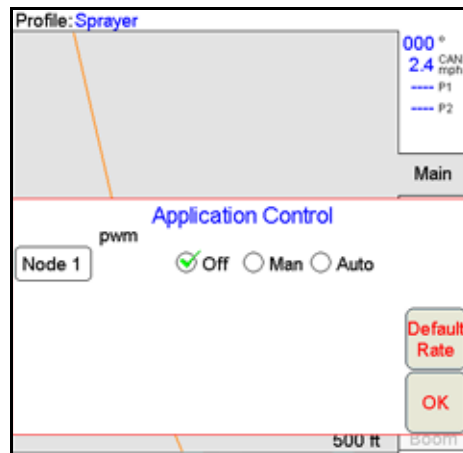 Profile: Sprayer
000 °
2.4 CAN mph
---- P1
---- P2
Main
Application Control
pwm
Node 1
Off Man Auto
Default
Rate
OK
500 ft
Boom